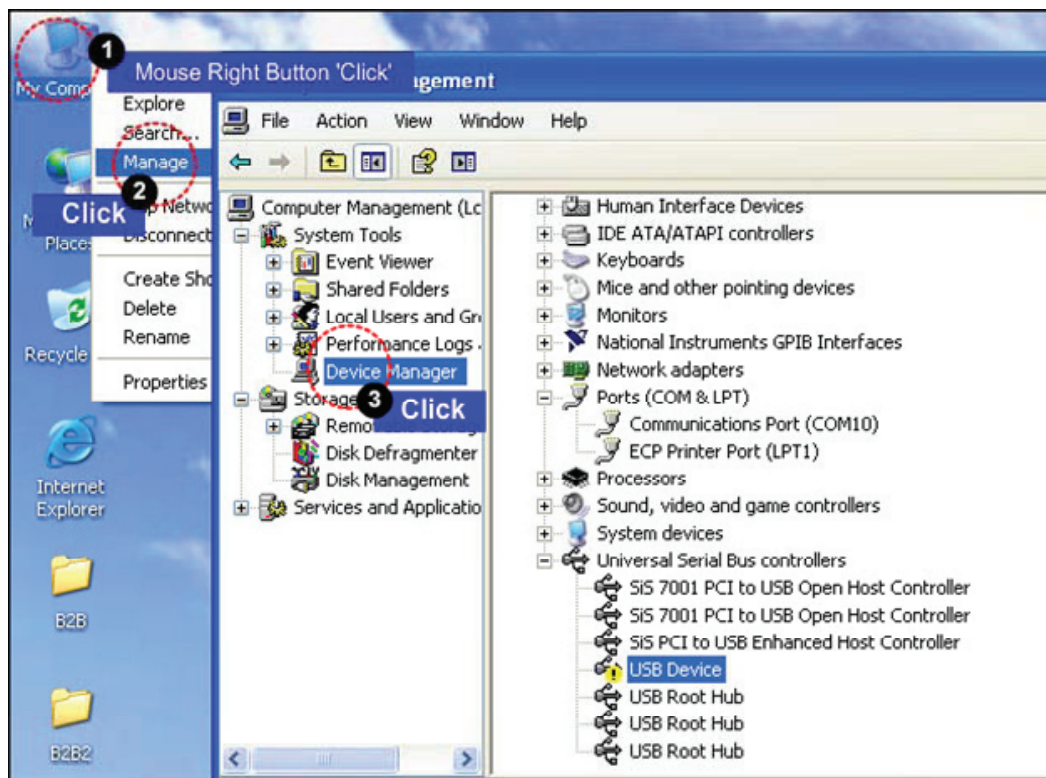 1
Mouse Right Button 'Click'
agement
My Comp
Explore
Search...
Manage
2
Click
Netwo
Places
Disconnect
Create Sho
Delete
Rename
Properties
Recycle
Internet
Explorer
B2B
B2B2
File Action View Window Help
Computer Management (Lc
System Tools
Event Viewer
Shared Folders
Local Users and Gr
Performance Logs
Device Manager
3
Click
Storage
Disk Defragmenter
Disk Management
Services and Applicatio
Human Interface Devices
IDE ATA/ATAPI controllers
Keyboards
Mice and other pointing devices
Monitors
National Instruments GPIB Interfaces
Network adapters
Ports (COM & LPT)
Communications Port (COM10)
ECP Printer Port (LPT1)
Processors
Sound, video and game controllers
System devices
Universal Serial Bus controllers
SiS 7001 PCI to USB Open Host Controller
SiS 7001 PCI to USB Open Host Controller
SiS PCI to USB Enhanced Host Controller
USB Device
USB Root Hub
USB Root Hub
USB Root Hub